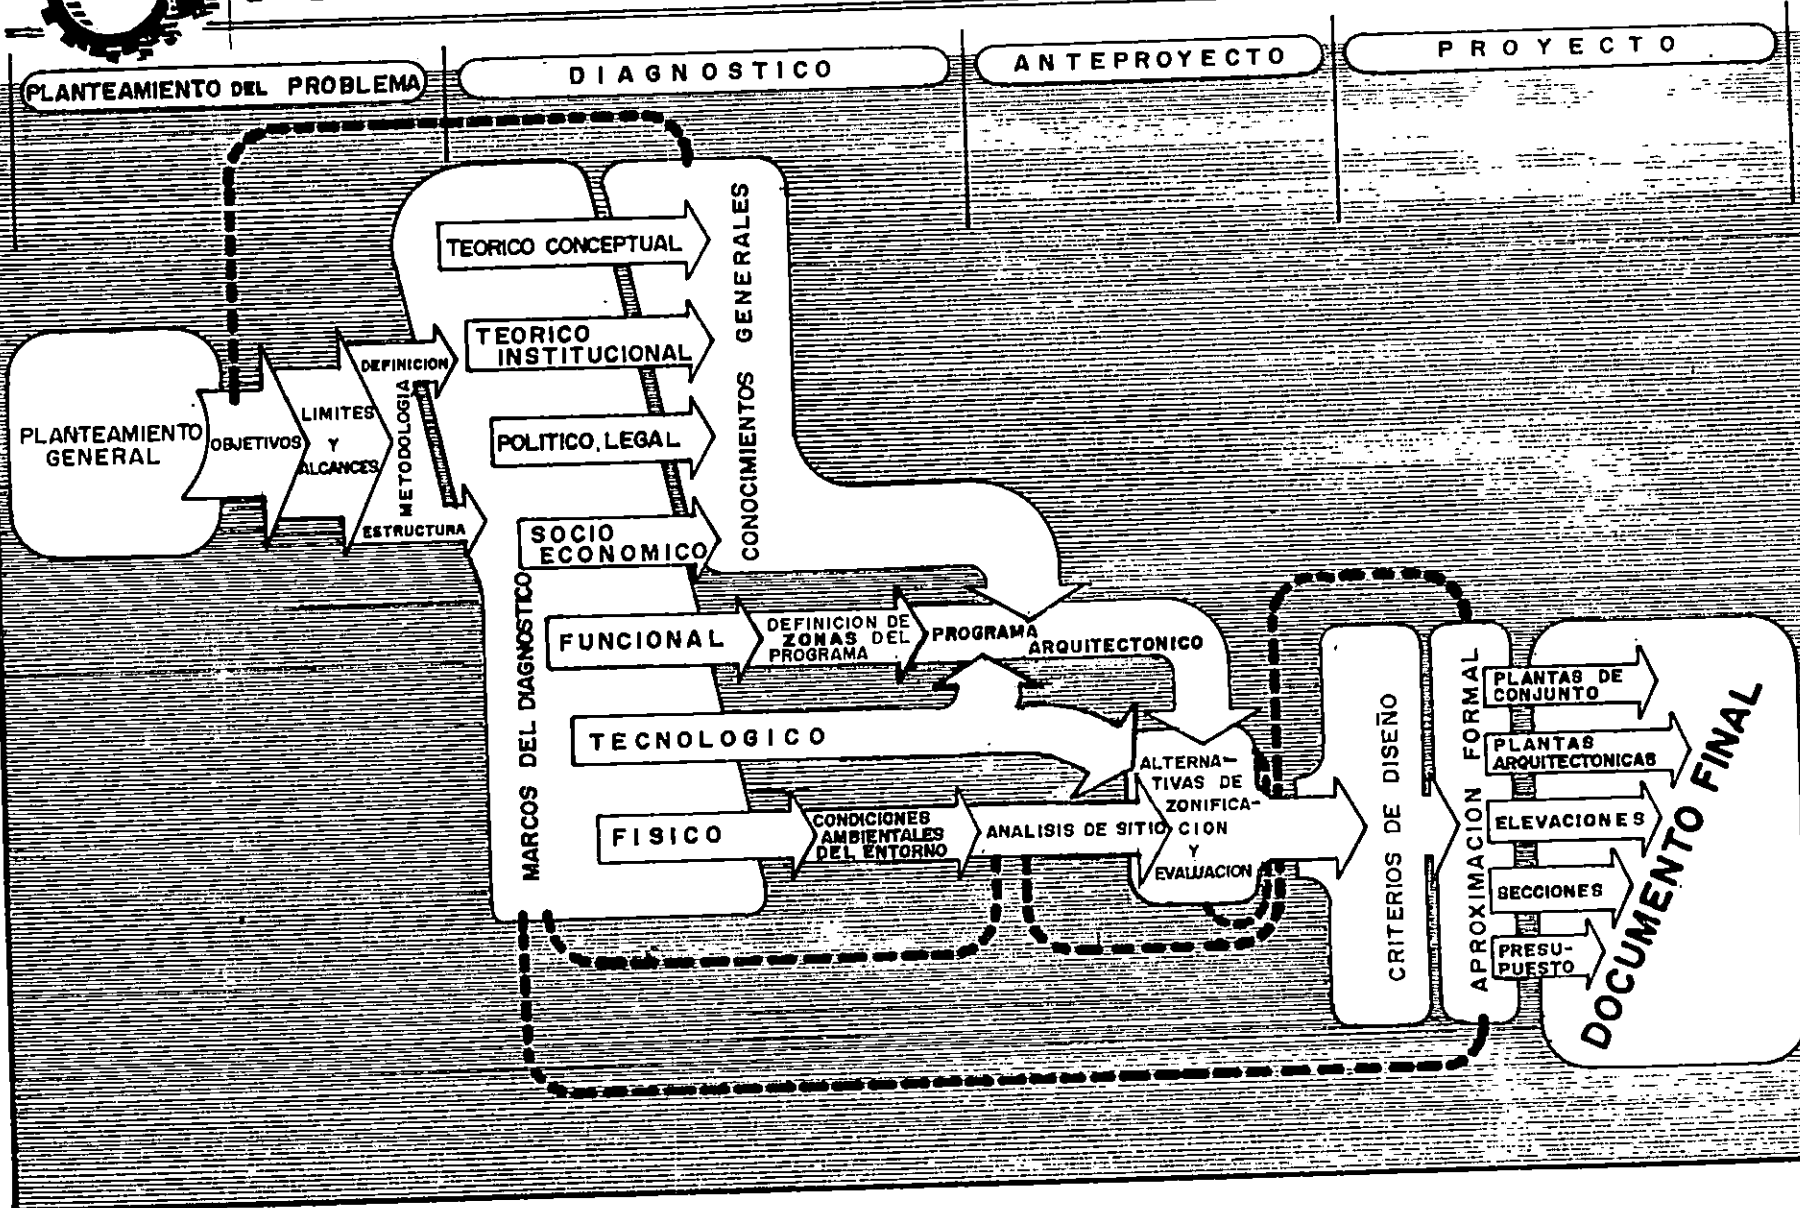 PLANTEAMIENTO DEL PROBLEMA
DIAGNOSTICO
ANTEPROYECTO
PROYECTO
PLANTEAMIENTO
GENERAL
OBJETIVOS
LIMITES
Y
ALCANCES
METODOLOGIA
DEFINICION
ESTRUCTURA
MARCOS DEL DIAGNOSTICO
TEORICO CONCEPTUAL
TEORICO
INSTITUCIONAL
POLITICO, LEGAL
SOCIO
ECONOMICO
CONOCIMIENTOS GENERALES
FUNCIONAL
DEFINICION DE
ZONAS DEL
PROGRAMA
PROGRAMA
ARQUITECTONICO
TECNOLOGICO
FISICO
CONDICIONES
AMBIENTALES
DEL ENTORNO
ANALISIS DE SITIO
ALTERNA-
TIVAS DE
ZONIFICA-
CION
Y
EVALUACION
CRITERIOS DE DISEÑO
APROXIMACION FORMAL
PLANTAS DE
CONJUNTO
PLANTAS
ARQUITECTONICAS
ELEVACIONES
SECCIONES
PRESU-
PUESTO
DOCUMENTO FINAL